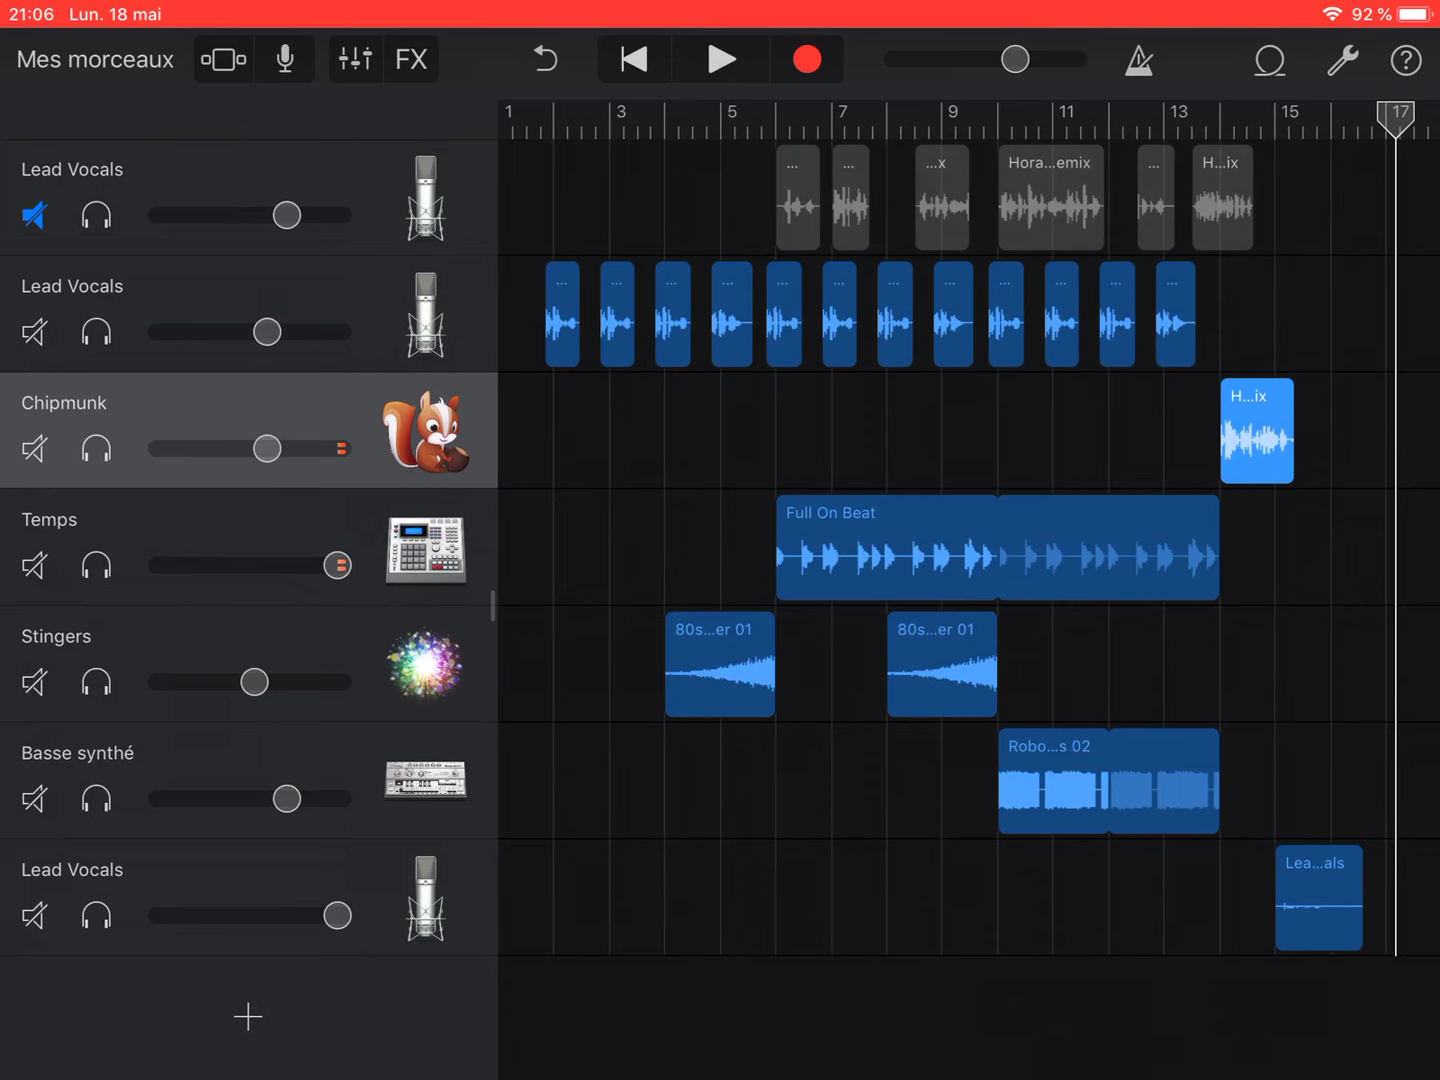 21:06 Lun. 18 mai 92 %
Mes morceaux FX
1 3 5 7 9 11 13 15 17
Lead Vocals
... ... ...x Hora...emix ... H...ix
Lead Vocals
... ... ... ... ... ... ... ... ... ... ... ...
Chipmunk
H...ix
Temps
Full On Beat
Stingers
80s...er 01 80s...er 01
Basse synthé
Robo...s 02
Lead Vocals
Lea...als